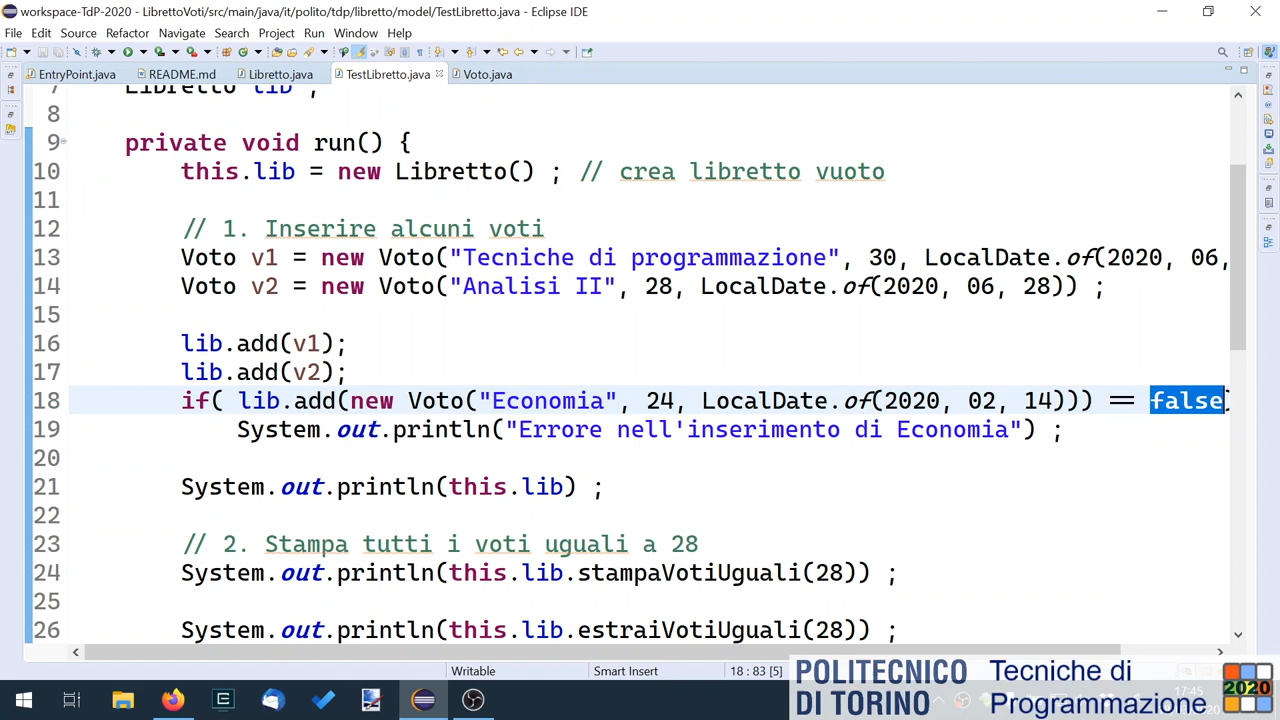 workspace-TdP-2020 - LibrettoVoti/src/main/java/it/polito/tdp/libretto/model/TestLibretto.java - Eclipse IDE
File Edit Source Refactor Navigate Search Project Run Window Help
EntryPoint.java README.md Libretto.java TestLibretto.java Voto.java
7 Libretto lib ;
8
9 private void run() {
10 this.lib = new Libretto() ; // crea libretto vuoto
11
12 // 1. Inserire alcuni voti
13 Voto v1 = new Voto("Tecniche di programmazione", 30, LocalDate.of(2020, 06,
14 Voto v2 = new Voto("Analisi II", 28, LocalDate.of(2020, 06, 28)) ;
15
16 lib.add(v1);
17 lib.add(v2);
18 if( lib.add(new Voto("Economia", 24, LocalDate.of(2020, 02, 14))) == false)
19 System.out.println("Errore nell'inserimento di Economia") ;
20
21 System.out.println(this.lib) ;
22
23 // 2. Stampa tutti i voti uguali a 28
24 System.out.println(this.lib.stampaVotiUguali(28)) ;
25
26 System.out.println(this.lib.estraiVotiUguali(28)) ;
Writable Smart Insert 18 : 83 [5]
POLITECNICO
DI TORINO
Tecniche di
Programmazione
2020
17:45